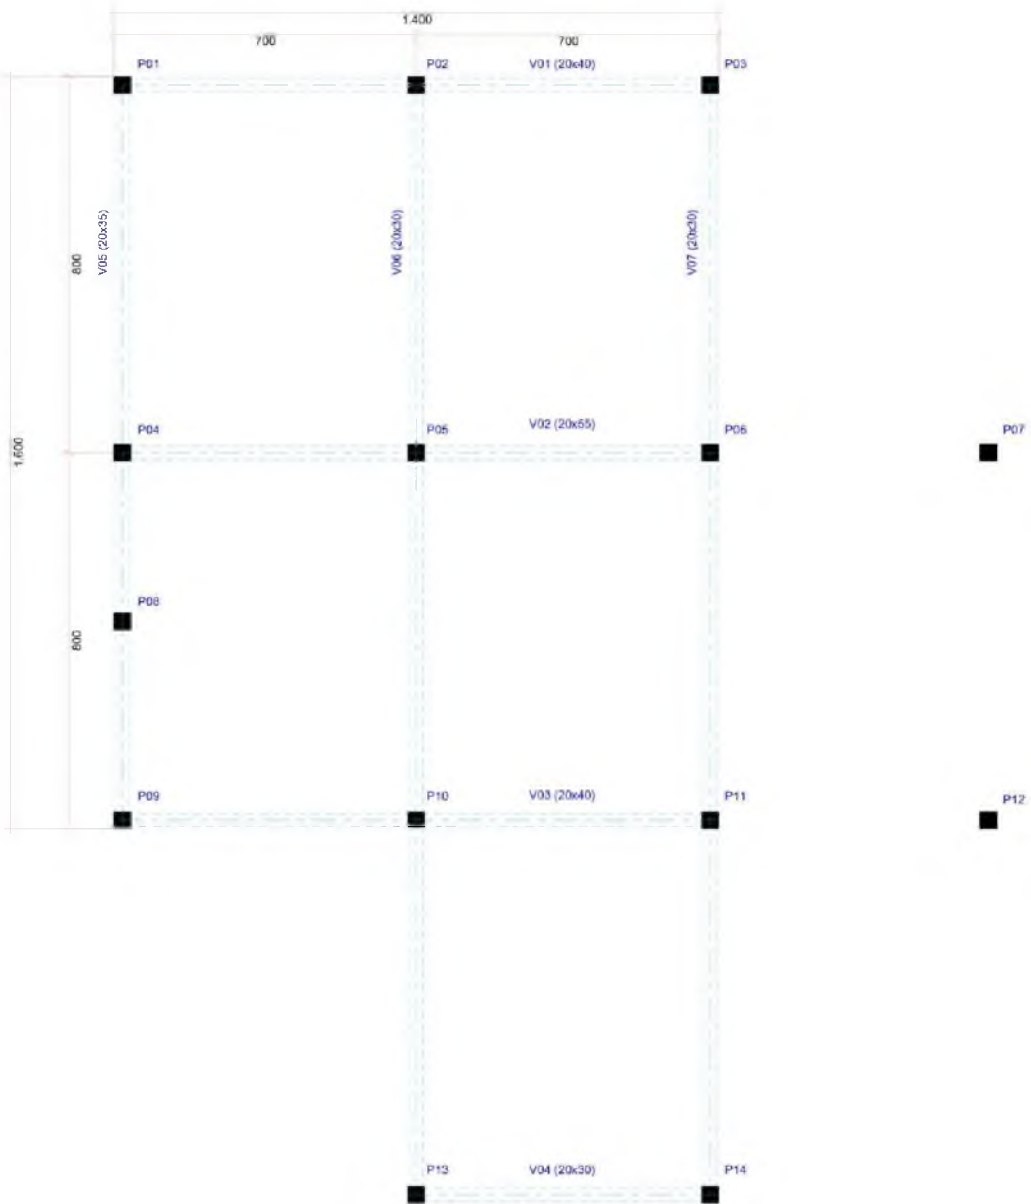 1.400
700
700
P01
P02
V01 (20x40)
P03
V05 (20x35)
V06 (20x30)
V07 (20x30)
800
P04
P05
V02 (20x55)
P06
P07
1.600
P08
800
P09
P10
V03 (20x40)
P11
P12
P13
V04 (20x30)
P14